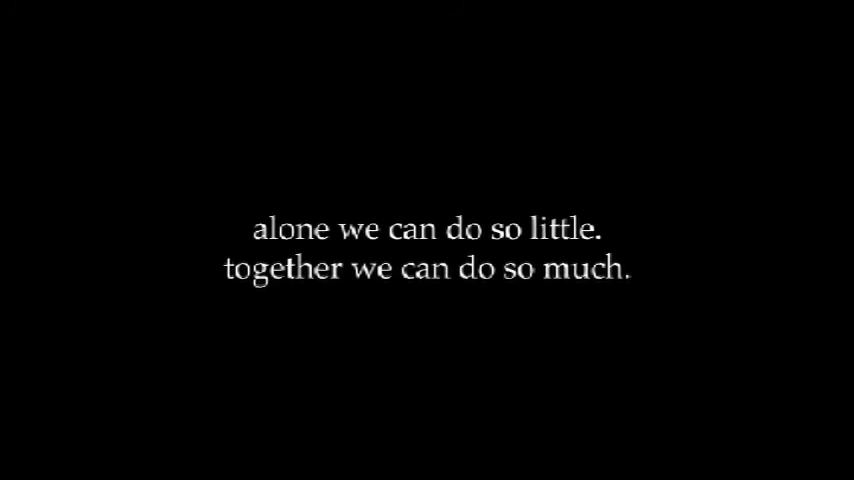 alone we can do so little.
together we can do so much.